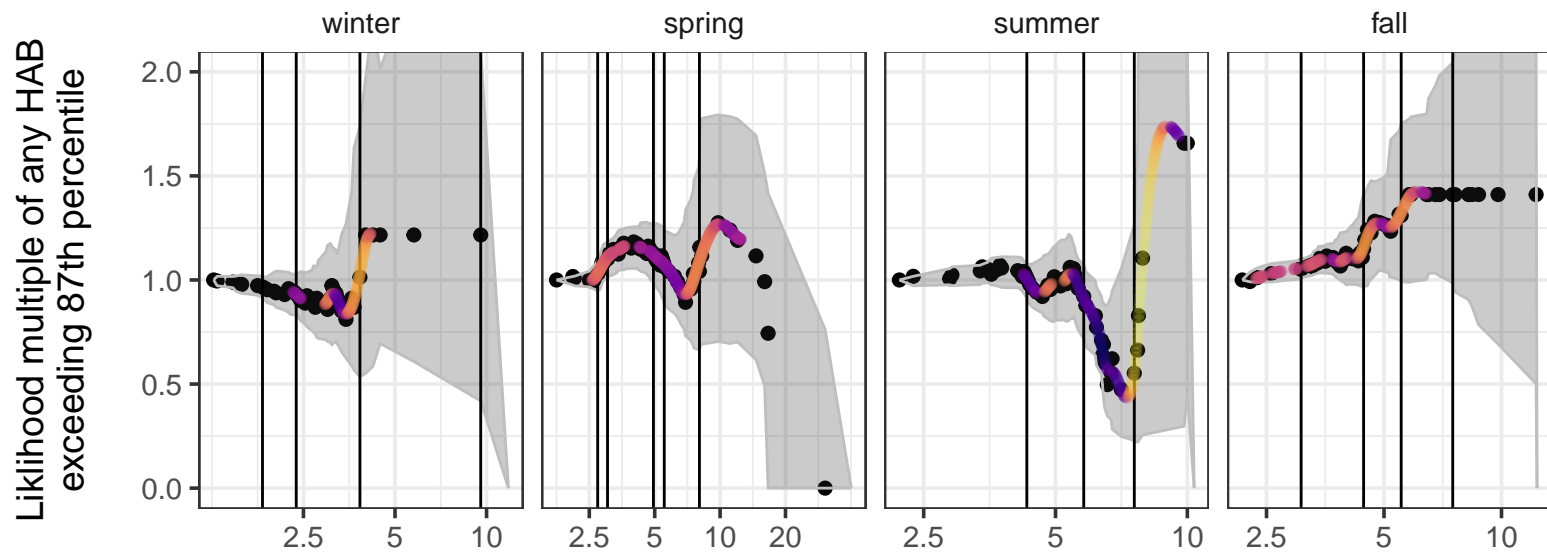 winter spring summer fall
Liklihood multiple of any HAB
exceeding 87th percentile
2.0
1.5
1.0
0.5
0.0
2.5 5 10 2.5 5 10 20 2.5 5 10 2.5 5 10